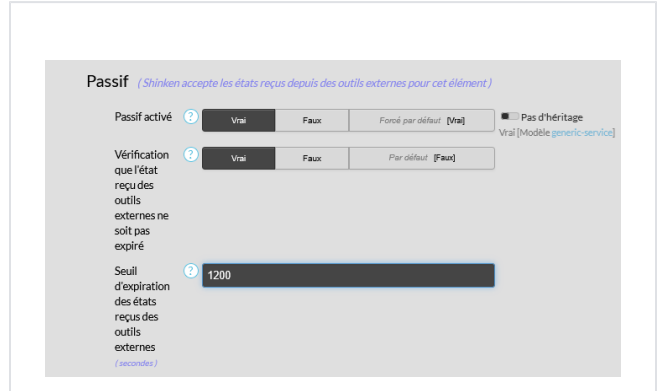 Passif ( Shinken accepte les états reçus depuis des outils externes pour cet élément )
Passif activé ? Vrai Faux Forcé par défaut [Vrai] Pas d'héritage
Vrai [Modèle generic-service]
Vérification ? Vrai Faux Par défaut [Faux]
que l'état
reçu des
outils
externes ne
soit pas
expiré
Seuil ? 1200
d'expiration
des états
reçus des
outils
externes
( secondes )